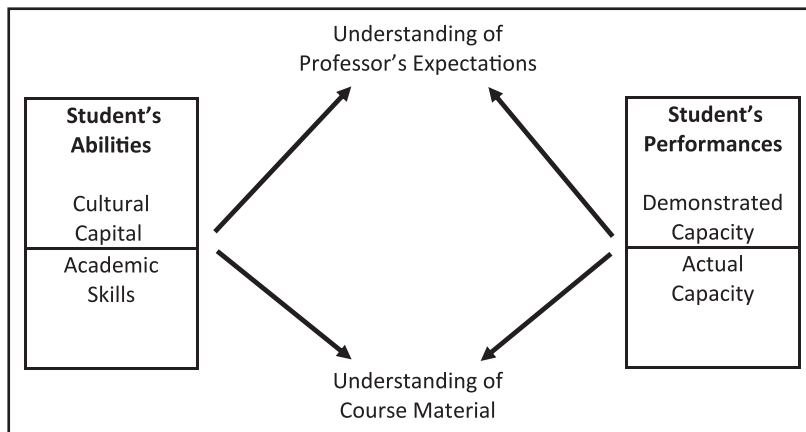 Understanding of
Professor's Expectations
Student's
Abilities
Cultural
Capital
Academic
Skills
Student's
Performances
Demonstrated
Capacity
Actual
Capacity
Understanding of
Course Material